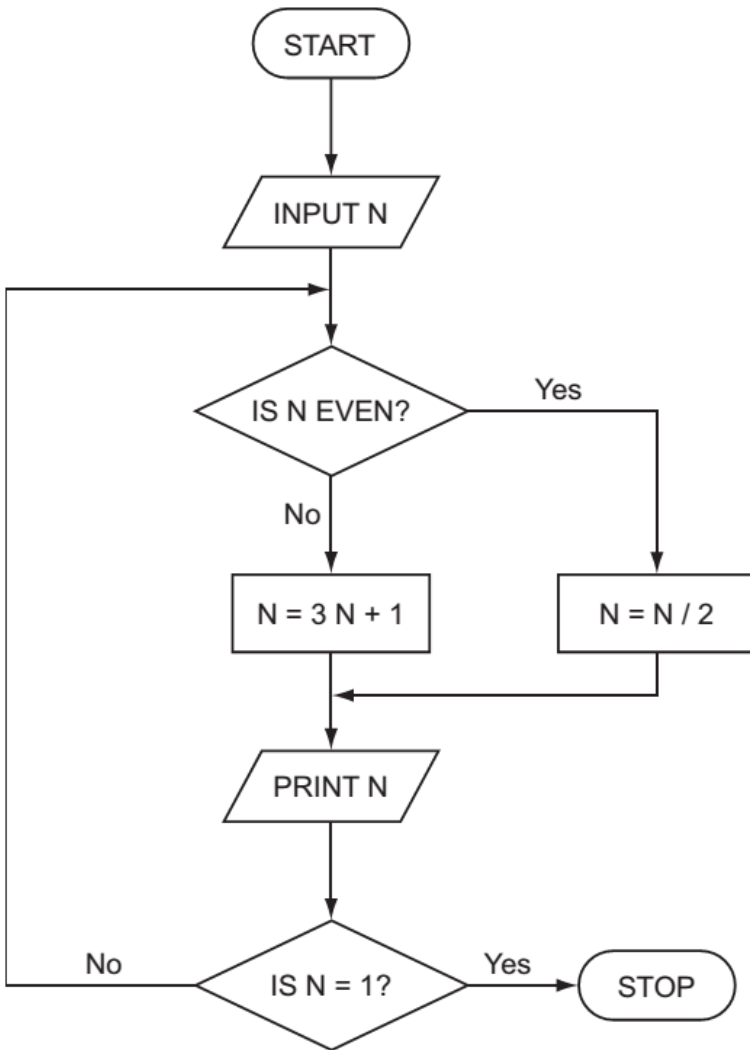 START
INPUT N
IS N EVEN?
Yes
No
N = 3 N + 1
N = N / 2
PRINT N
No
IS N = 1?
Yes
STOP